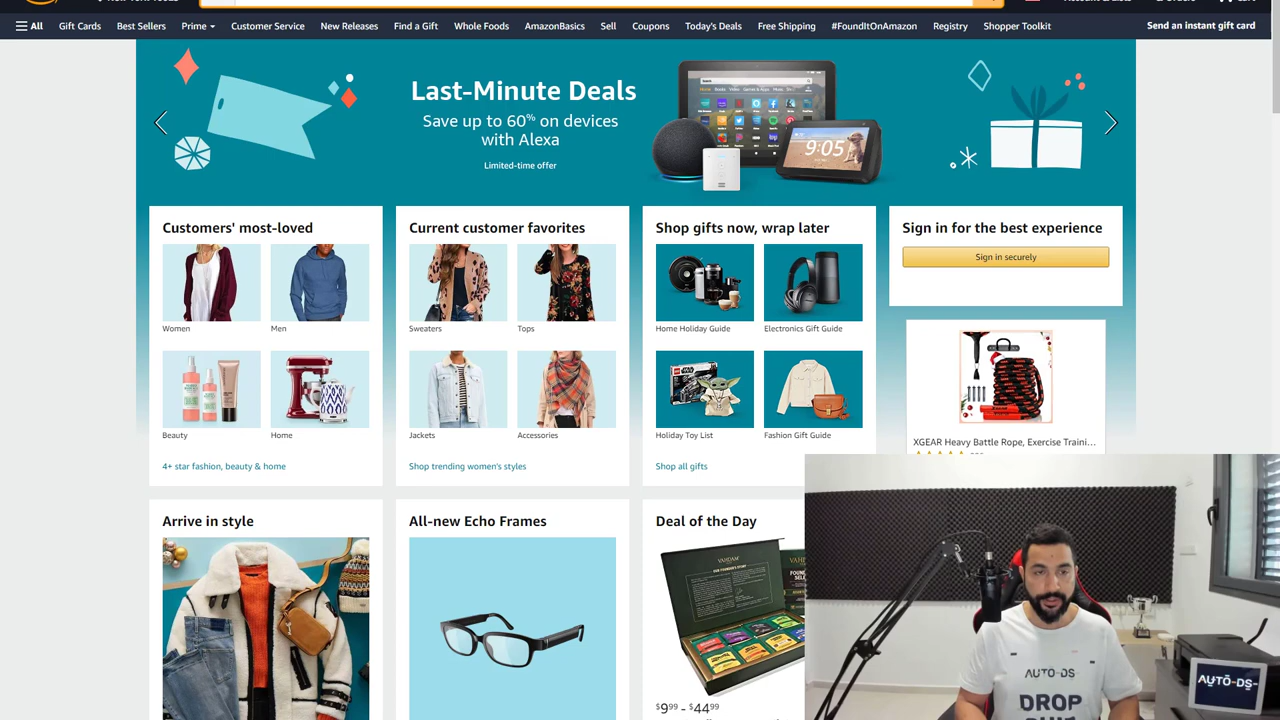 All Gift Cards Best Sellers Prime Customer Service New Releases Find a Gift Whole Foods AmazonBasics Sell Coupons Today's Deals Free Shipping #FoundItOnAmazon Registry Shopper Toolkit Send an instant gift card
Last-Minute Deals
Save up to 60% on devices
with Alexa
Limited-time offer
9:05
Customers' most-loved
Women
Men
Beauty
Home
4+ star fashion, beauty & home
Current customer favorites
Sweaters
Tops
Jackets
Accessories
Shop trending women's styles
Shop gifts now, wrap later
Home Holiday Guide
Electronics Gift Guide
Holiday Toy List
Fashion Gift Guide
Shop all gifts
Sign in for the best experience
Sign in securely
XGEAR Heavy Battle Rope, Exercise Traini...
Arrive in style
All-new Echo Frames
Deal of the Day
VAHDAM
$9.99 - $44.99
AUTO-DS
DROP
AUTO-DS-